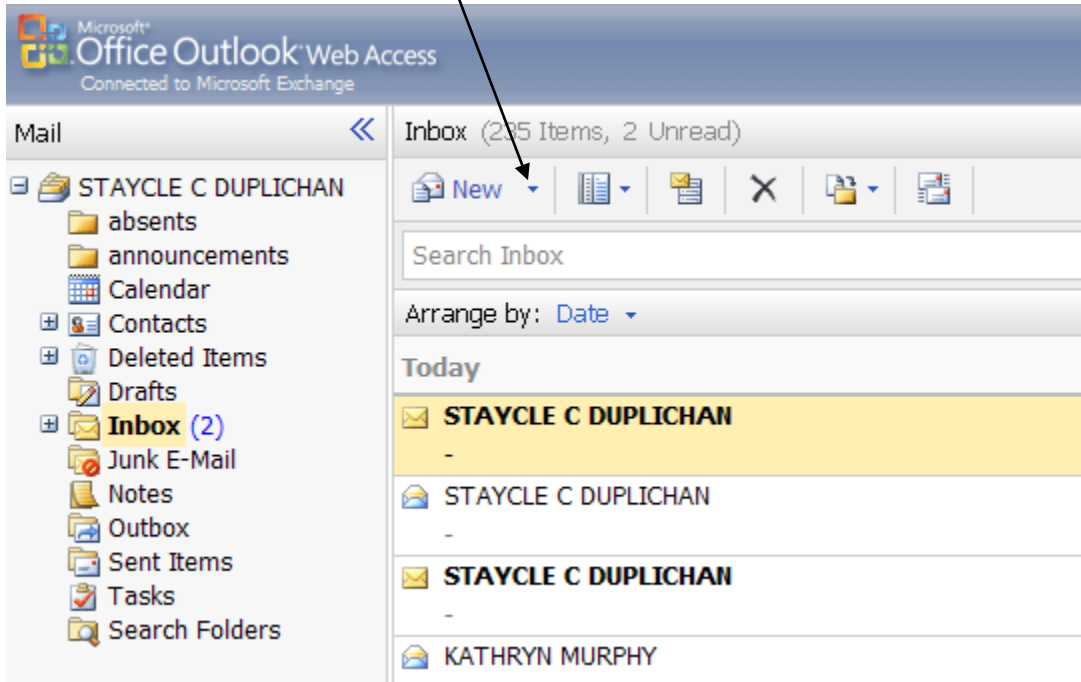 Microsoft®
Office Outlook Web Access
Connected to Microsoft Exchange
Mail
STAYCLE C DUPLICHAN
absents
announcements
Calendar
Contacts
Deleted Items
Drafts
Inbox (2)
Junk E-Mail
Notes
Outbox
Sent Items
Tasks
Search Folders
Inbox (235 Items, 2 Unread)
New
Search Inbox
Arrange by: Date
Today
STAYCLE C DUPLICHAN
-
STAYCLE C DUPLICHAN
-
STAYCLE C DUPLICHAN
-
KATHRYN MURPHY